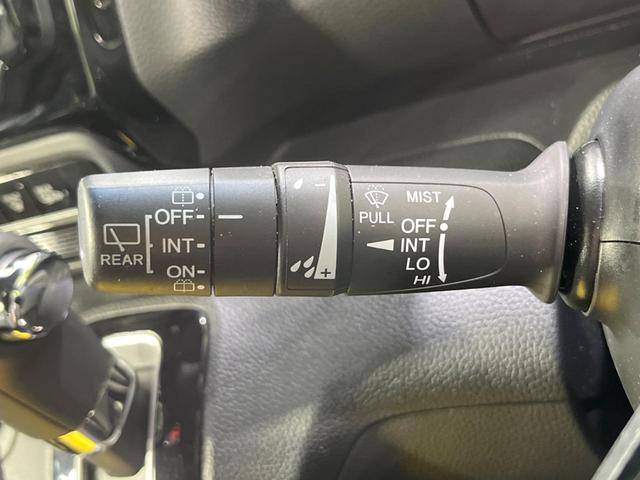 REAR
OFF
INT
ON
- 
+
PULL
MIST
OFF
INT
LO
HI